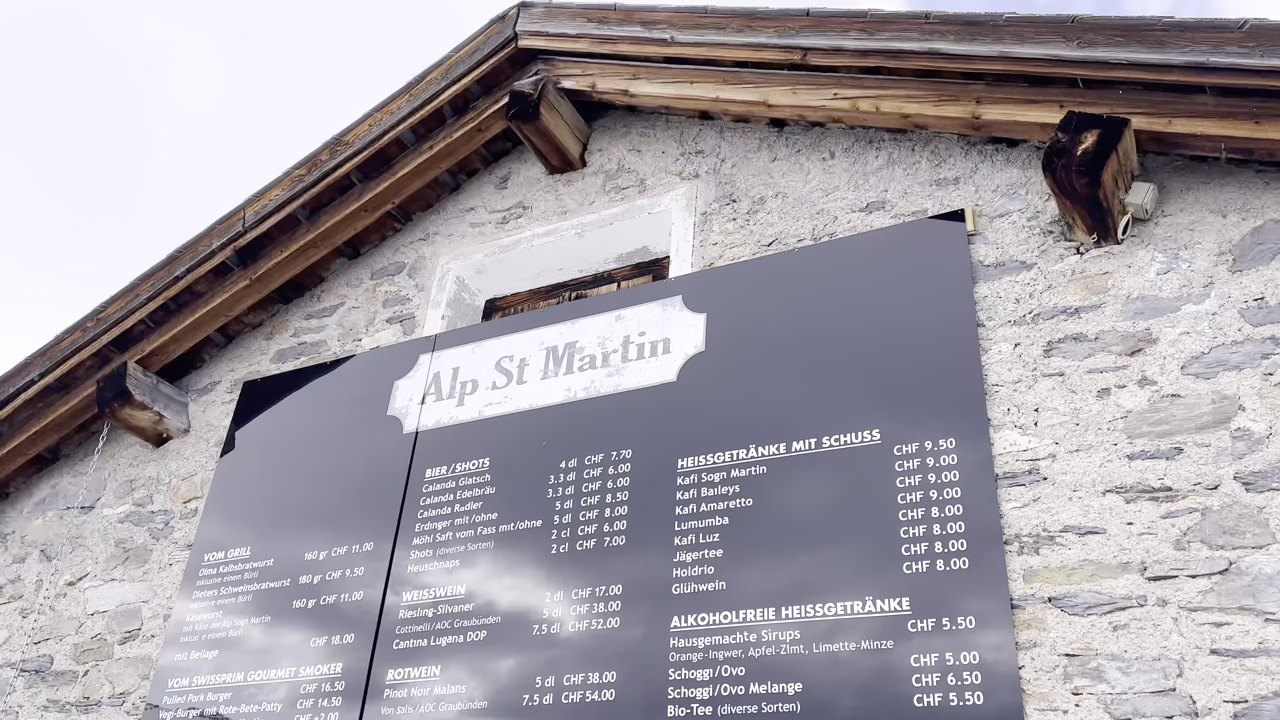 Alp St Martin
VOM GRILL
Olma Kalbsbratwurst 160 gr CHF 11.00
inklusive einem Bürli
Dieters Schweinsbratwurst 180 gr CHF 9.50
inklusive einem Bürli
Käsewurst 160 gr CHF 11.00
mit Käse der Alp Sogn Martin
inklusi e einem Bürli
mit Beilage CHF 18.00
VOM SWISSPRIM GOURMET SMOKER
Pulled Pork Burger CHF 16.50
Vegi-Burger mit Rote-Bete-Patty CHF 14.50
CHF +2.00
BIER/SHOTS
Calanda Glatsch 4 dl CHF 7.70
Calanda Edelbräu 3.3 dl CHF 6.00
Calanda Radler 3.3 dl CHF 6.00
Erdinger mit/ohne 5 dl CHF 8.50
Möhl Saft vom Fass mit/ohne 5 dl CHF 8.00
Shots (diverse Sorten) 2 cl CHF 6.00
Heuschnaps 2 cl CHF 7.00
WEISSWEIN
Riesling-Silvaner 2 dl CHF 17.00
Cottinelli/AOC Graubünden 5 dl CHF 38.00
Cantina Lugana DOP 7.5 dl CHF 52.00
ROTWEIN
Pinot Noir Malans 5 dl CHF 38.00
Von Salis/AOC Graubünden 7.5 dl CHF 54.00
HEISSGETRÄNKE MIT SCHUSS
Kafi Sogn Martin CHF 9.50
Kafi Baileys CHF 9.00
Kafi Amaretto CHF 9.00
Lumumba CHF 9.00
Kafi Luz CHF 8.00
Jägertee CHF 8.00
Holdrio CHF 8.00
Glühwein CHF 8.00
ALKOHOLFREIE HEISSGETRÄNKE
Hausgemachte Sirups CHF 5.50
Orange-Ingwer, Apfel-Zimt, Limette-Minze
Schoggi/Ovo CHF 5.00
Schoggi/Ovo Melange CHF 6.50
Bio-Tee (diverse Sorten) CHF 5.50